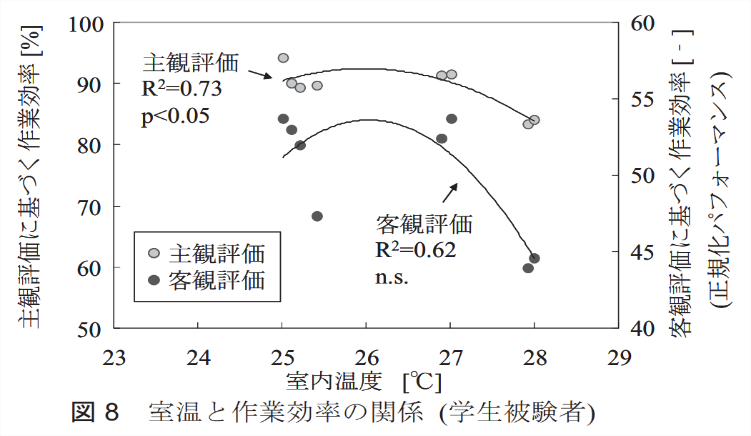 100
90
80
70
60
50
主観評価に基づく作業効率 [%]
主観評価
R²=0.73
p<0.05
客観評価
R²=0.62
n.s.
主観評価
客観評価
60
55
50
45
40
客観評価に基づく作業効率 [ - ]
(正規化パフォーマンス)
23 24 25 26 27 28 29
室内温度 [℃]
図 8 室温と作業効率の関係 (学生被験者)